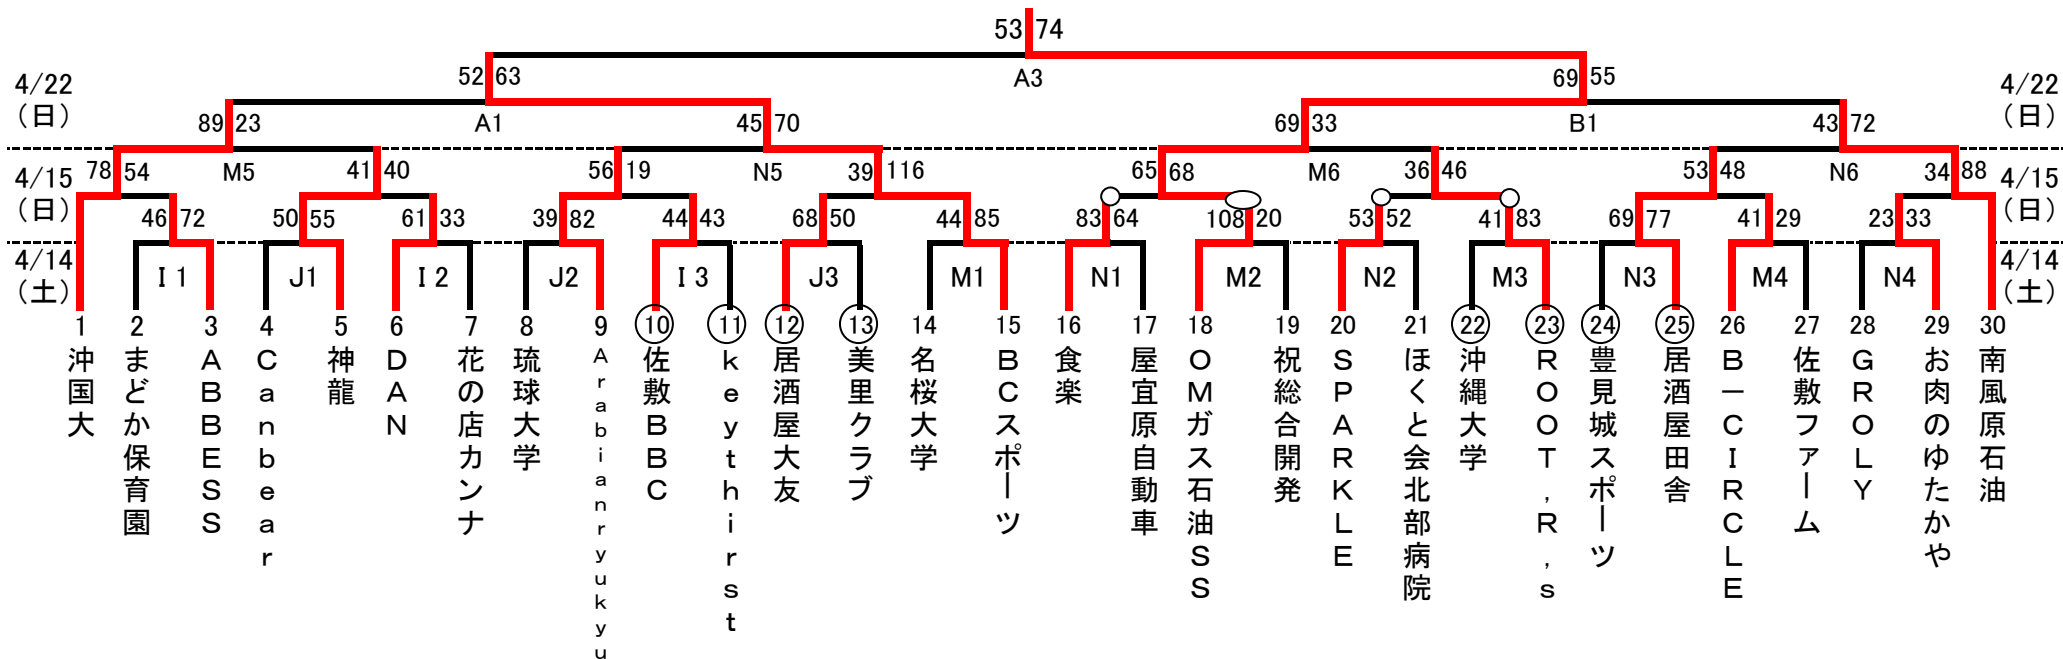 53 74
4/22
（日）
52 63
A3
69 55
4/22
（日）
89 23
A1
45 70
69 33
B1
43 72
4/15
（日）
78 54
M5
41 40
56 19
N5
39 116
65 68
M6
36 46
53 48
N6
34 88
4/15
（日）
46 72
50 55
61 33
39 82
44 43
68 50
44 85
83 64
108 20
53 52
41 83
69 77
41 29
23 33
4/14
（土）
I 1
J1
I 2
J2
I 3
J3
M1
N1
M2
N2
M3
N3
M4
N4
4/14
（土）
1 2 3 4 5 6 7 8 9 10 11 12 13 14 15 16 17 18 19 20 21 22 23 24 25 26 27 28 29 30
沖国大
まどか保育園
ABBESS
Canbear
神龍
DAN
花の店カンナ
琉球大学
Arabianryukyu
佐敷BBC
keythirst
居酒屋大友
美里クラブ
名桜大学
BCスポーツ
食楽
屋宜原自動車
OMガス石油SS
祝総合開発
SPARKLE
ほくと会北部病院
沖縄大学
ROOT,R,s
豊見城スポーツ
居酒屋田舎
B－CIRCLE
佐敷ファーム
GROLY
お肉のゆたかや
南風原石油